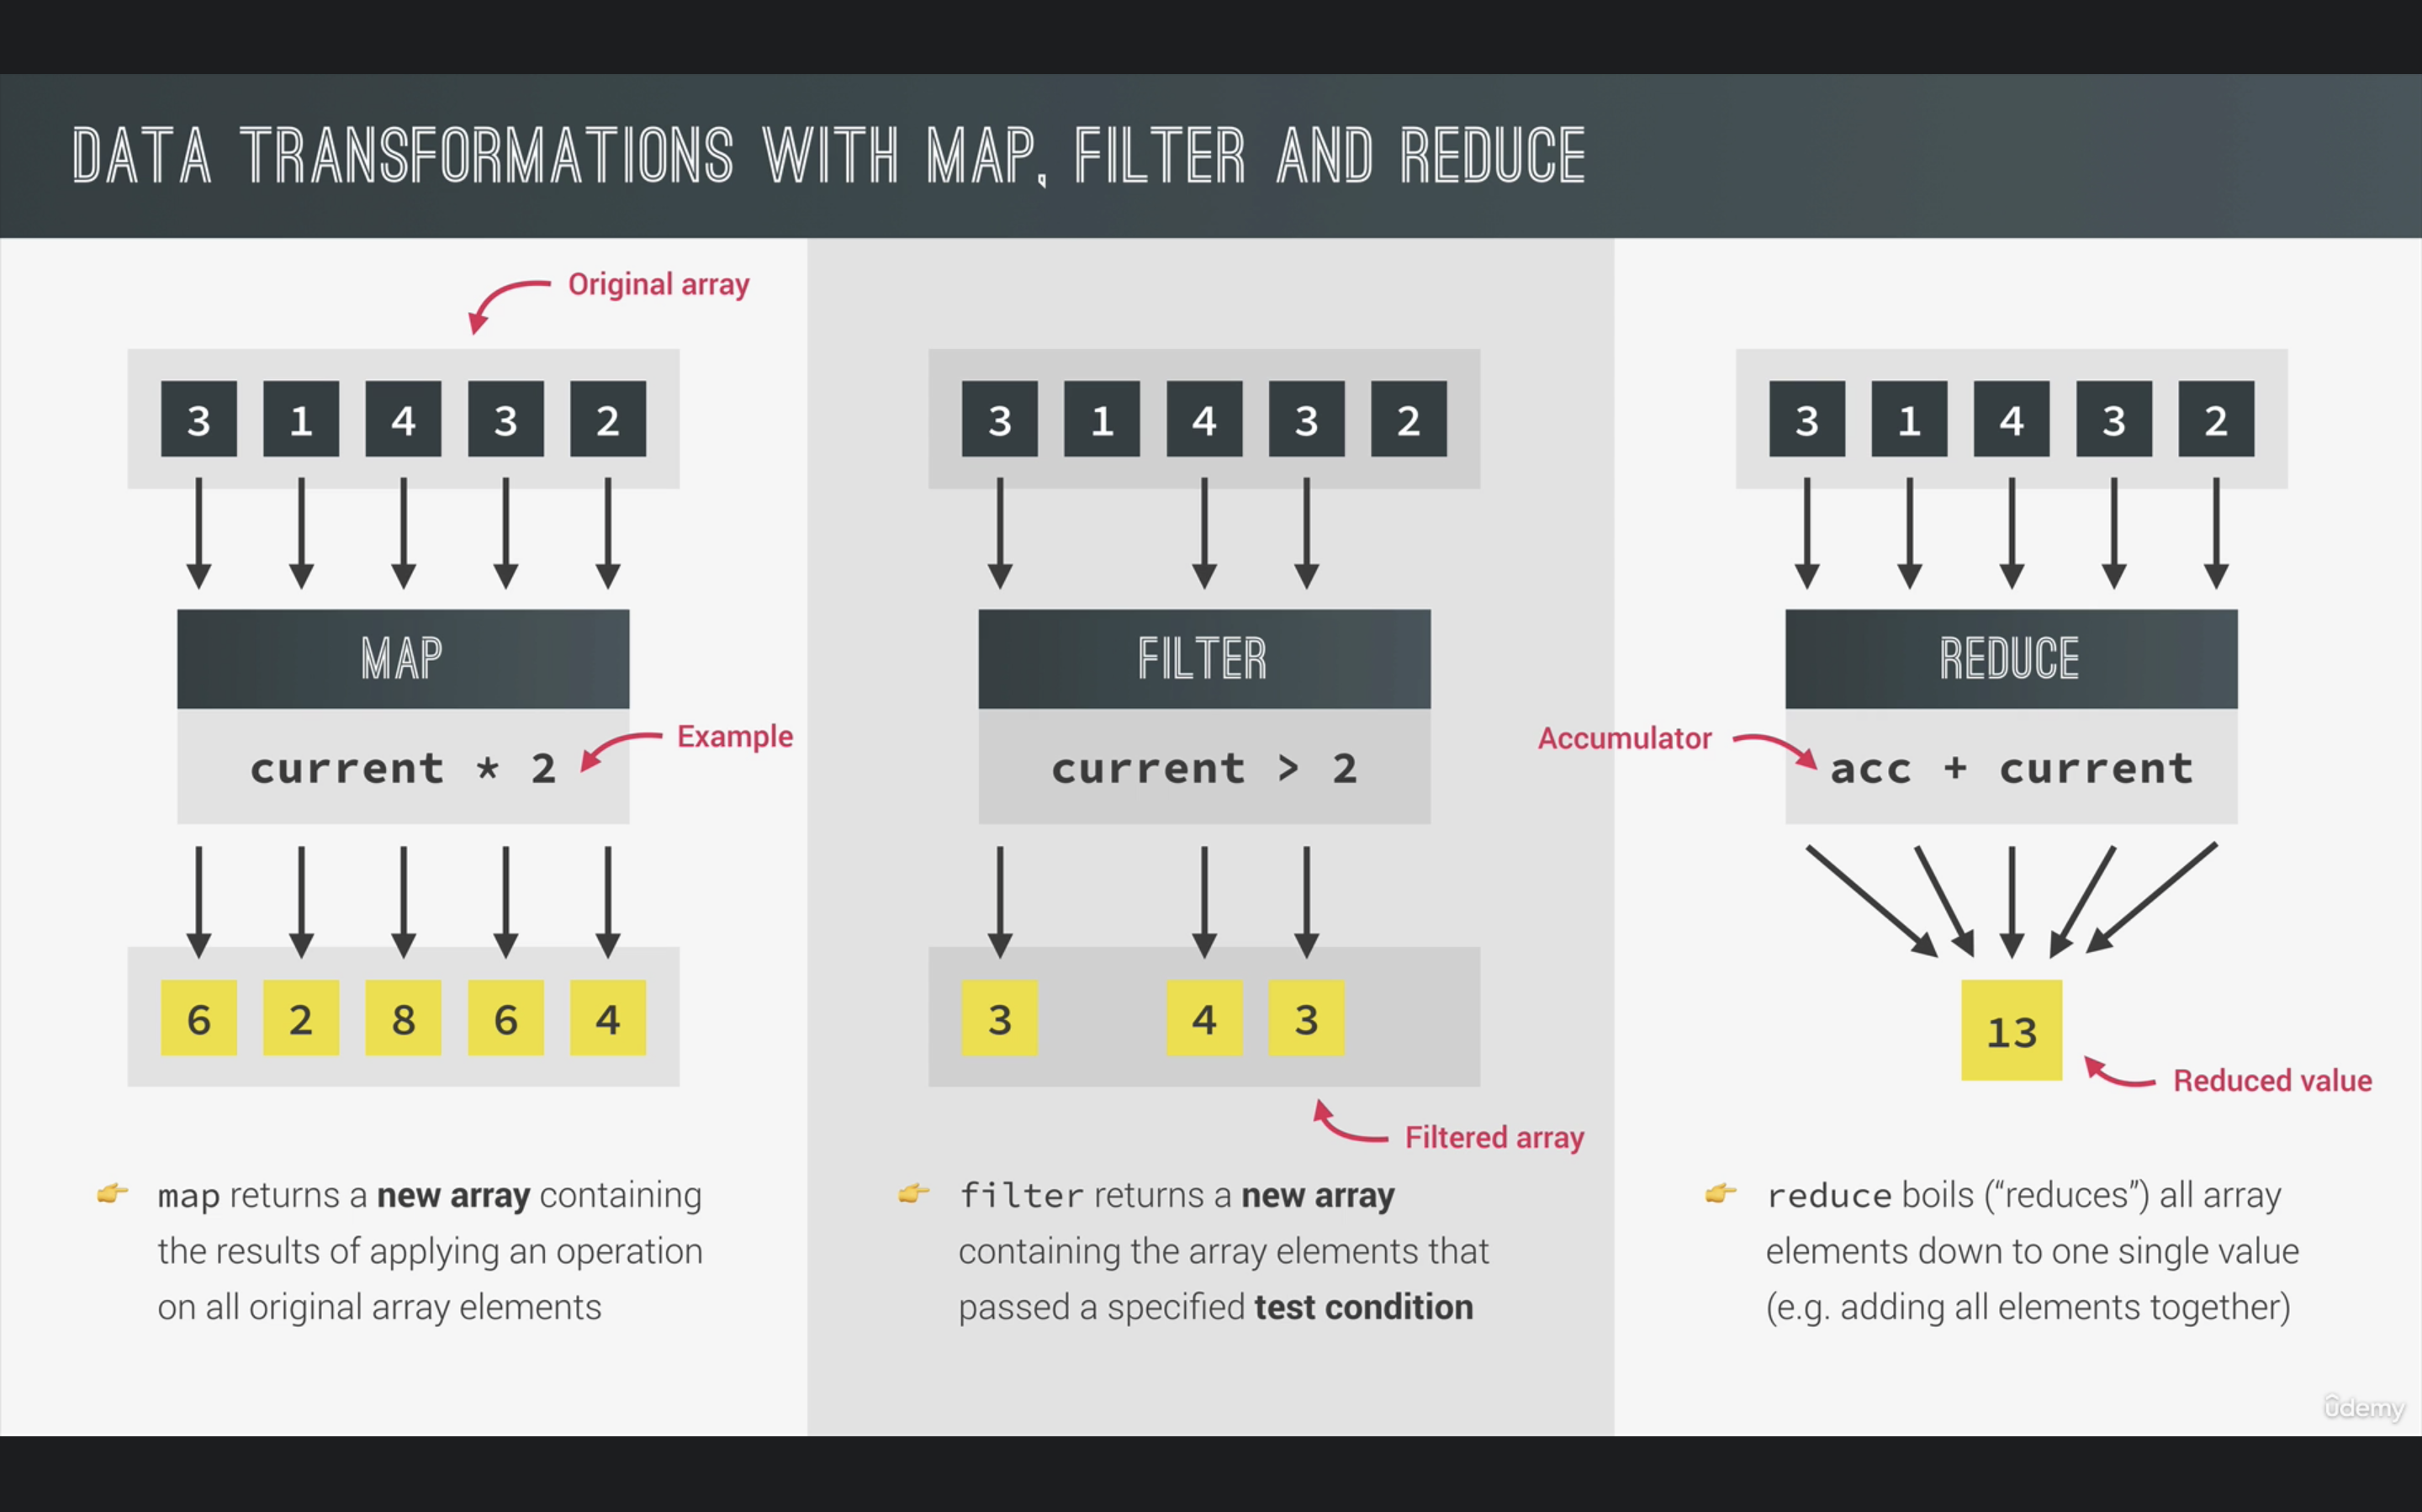 DATA TRANSFORMATIONS WITH MAP, FILTER AND REDUCE
Original array
3 1 4 3 2
MAP
current * 2
Example
6 2 8 6 4
👉 map returns a new array containing
the results of applying an operation
on all original array elements
3 1 4 3 2
FILTER
current > 2
3 4 3
Filtered array
👉 filter returns a new array
containing the array elements that
passed a specified test condition
3 1 4 3 2
REDUCE
Accumulator
acc + current
13
Reduced value
👉 reduce boils (“reduces”) all array
elements down to one single value
(e.g. adding all elements together)
ûdemy